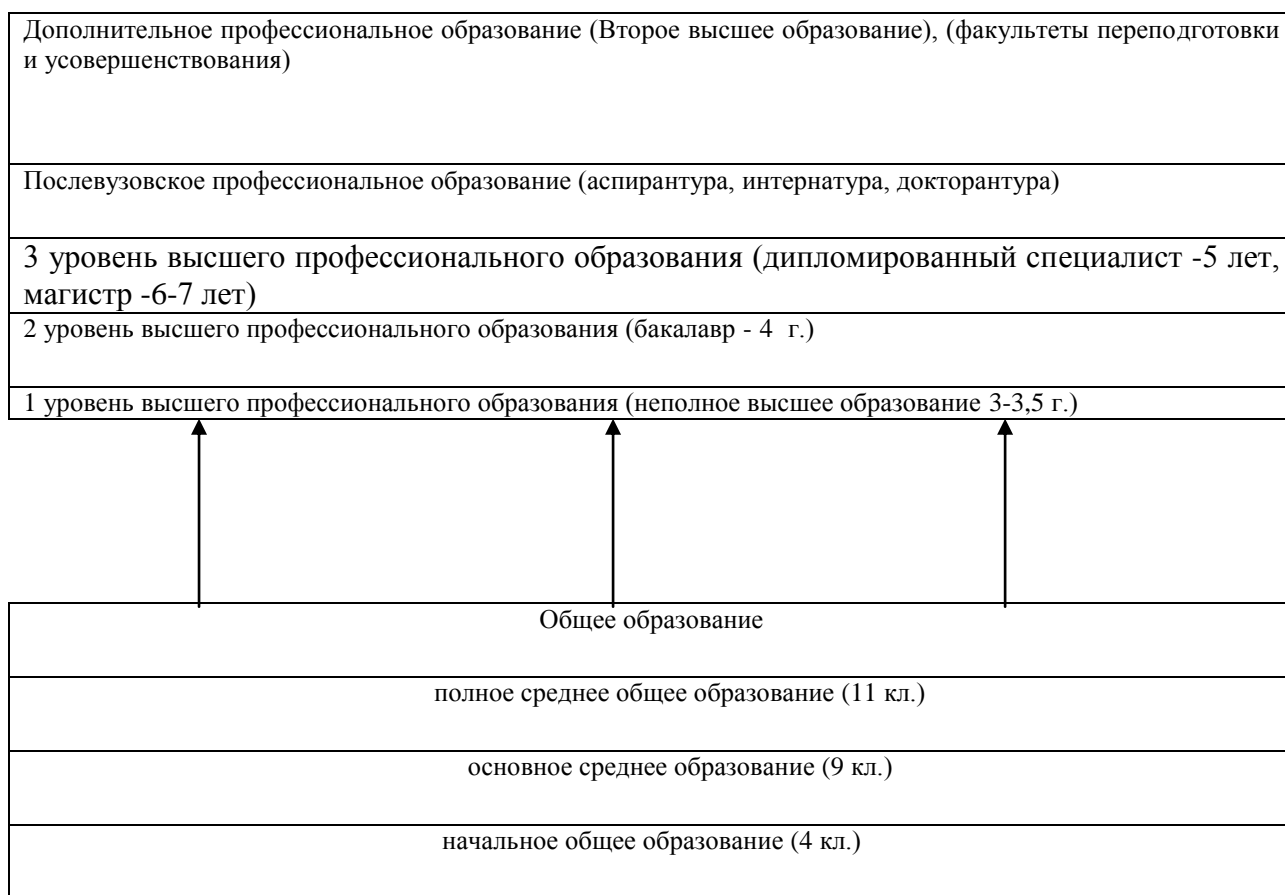 Дополнительное профессиональное образование (Второе высшее образование), (факультеты переподготовки
и усовершенствования)
Послевузовское профессиональное образование (аспирантура, интернатура, докторантура)
3 уровень высшего профессионального образования (дипломированный специалист -5 лет,
магистр -6-7 лет)
2 уровень высшего профессионального образования (бакалавр - 4 г.)
1 уровень высшего профессионального образования (неполное высшее образование 3-3,5 г.)
Общее образование
полное среднее общее образование (11 кл.)
основное среднее образование (9 кл.)
начальное общее образование (4 кл.)